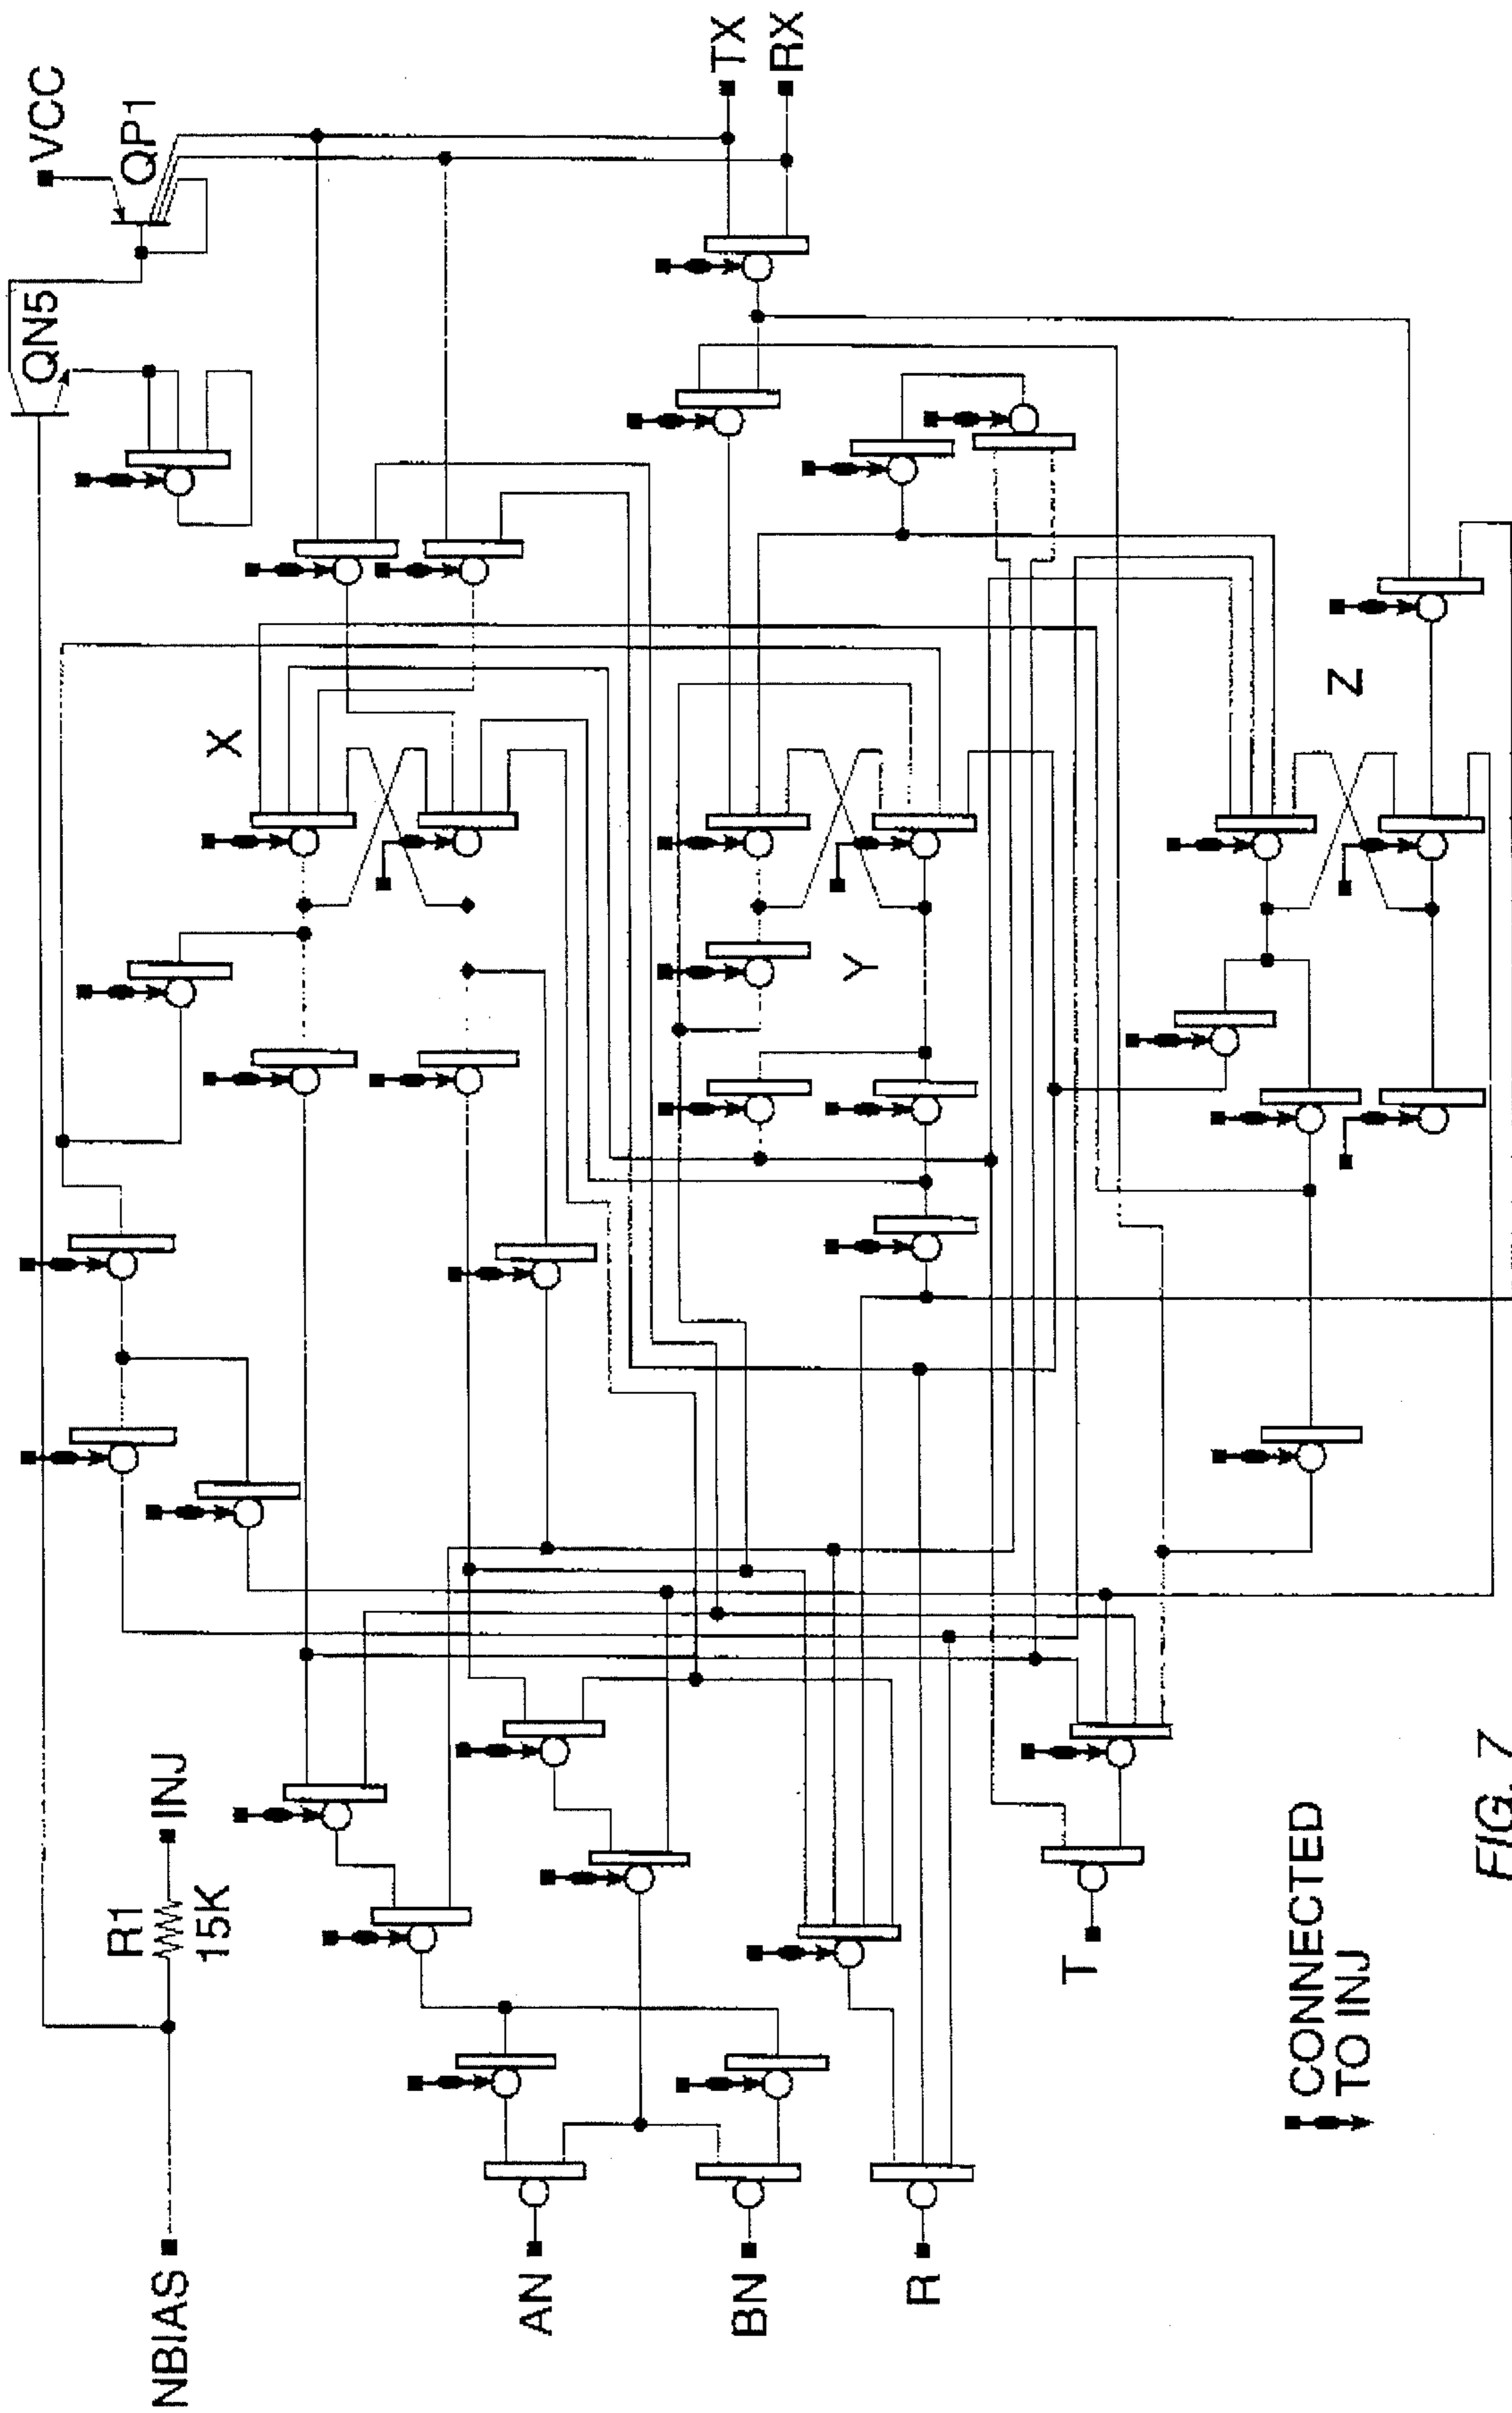 NBIAS
R1
15K
INJ
QN5
QP1
VCC
AN
BN
R
T
X
Y
Z
TX
RX
CONNECTED
TO INJ
FIG. 7